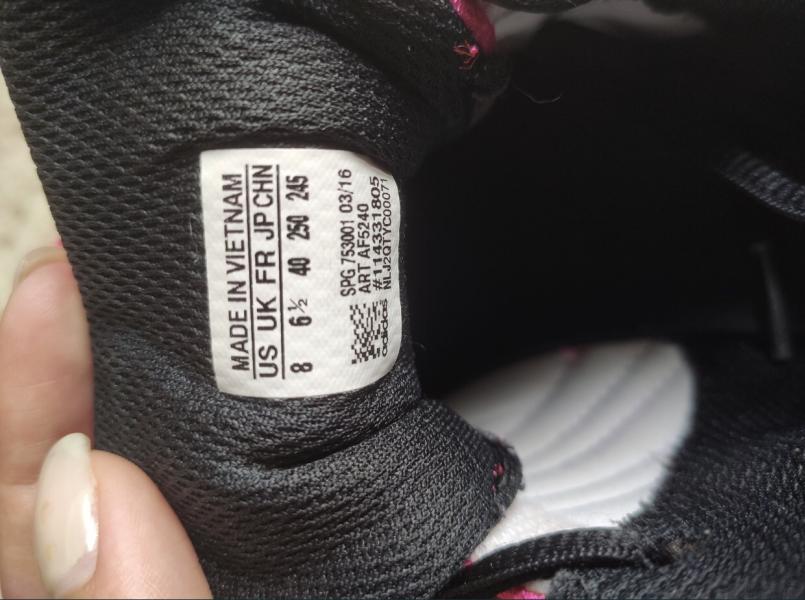 MADE IN VIETNAM
US UK FR JP CHN
8 6½ 40 250 245
SPG 753001 03/16
ART AF5240
#114331805
adidas NLJ2QTYC00071